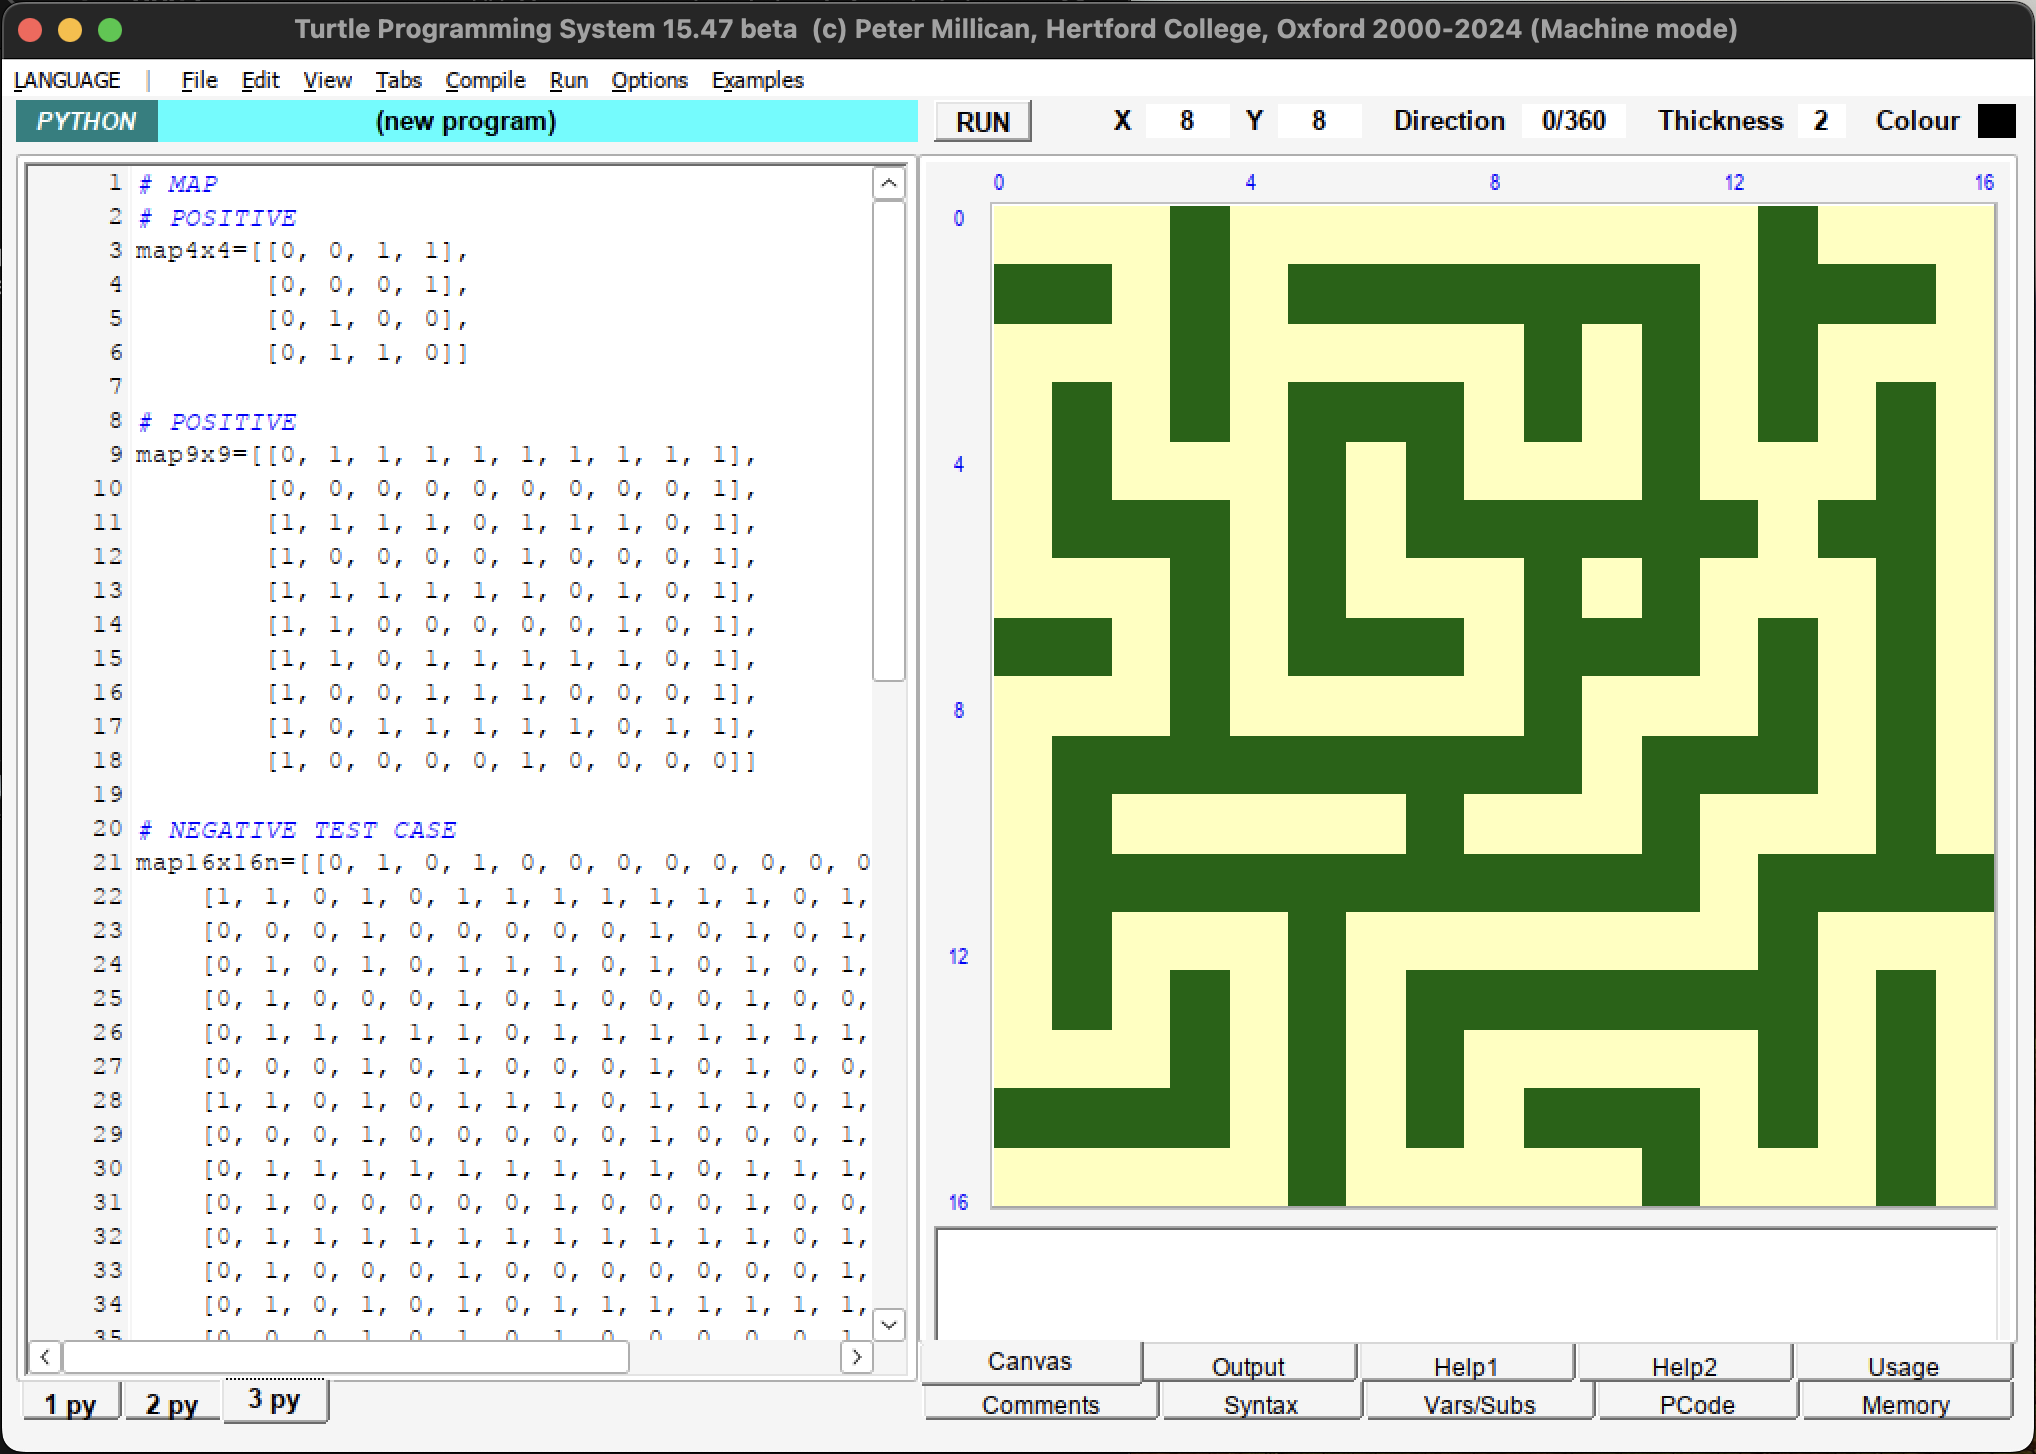 Turtle Programming System 15.47 beta  (c) Peter Millican, Hertford College, Oxford 2000-2024 (Machine mode)
LANGUAGE | File Edit View Tabs Compile Run Options Examples
PYTHON (new program) RUN X 8 Y 8 Direction 0/360 Thickness 2 Colour
1 # MAP
2 # POSITIVE
3 map4x4=[[0, 0, 1, 1],
4 [0, 0, 0, 1],
5 [0, 1, 0, 0],
6 [0, 1, 1, 0]]
7
8 # POSITIVE
9 map9x9=[[0, 1, 1, 1, 1, 1, 1, 1, 1, 1],
10 [0, 0, 0, 0, 0, 0, 0, 0, 0, 1],
11 [1, 1, 1, 1, 0, 1, 1, 1, 0, 1],
12 [1, 0, 0, 0, 0, 1, 0, 0, 0, 1],
13 [1, 1, 1, 1, 1, 1, 0, 1, 0, 1],
14 [1, 1, 0, 0, 0, 0, 0, 1, 0, 1],
15 [1, 1, 0, 1, 1, 1, 1, 1, 0, 1],
16 [1, 0, 0, 1, 1, 1, 0, 0, 0, 1],
17 [1, 0, 1, 1, 1, 1, 1, 0, 1, 1],
18 [1, 0, 0, 0, 0, 1, 0, 0, 0, 0]]
19
20 # NEGATIVE TEST CASE
21 map16x16n=[[0, 1, 0, 1, 0, 0, 0, 0, 0, 0, 0, 0
22 [1, 1, 0, 1, 0, 1, 1, 1, 1, 1, 1, 1, 0, 1,
23 [0, 0, 0, 1, 0, 0, 0, 0, 0, 1, 0, 1, 0, 1,
24 [0, 1, 0, 1, 0, 1, 1, 1, 0, 1, 0, 1, 0, 1,
25 [0, 1, 0, 0, 0, 1, 0, 1, 0, 0, 0, 1, 0, 0,
26 [0, 1, 1, 1, 1, 1, 0, 1, 1, 1, 1, 1, 1, 1,
27 [0, 0, 0, 1, 0, 1, 0, 0, 0, 1, 0, 1, 0, 0,
28 [1, 1, 0, 1, 0, 1, 1, 1, 0, 1, 1, 1, 0, 1,
29 [0, 0, 0, 1, 0, 0, 0, 0, 0, 1, 0, 0, 0, 1,
30 [0, 1, 1, 1, 1, 1, 1, 1, 1, 1, 0, 1, 1, 1,
31 [0, 1, 0, 0, 0, 0, 0, 1, 0, 0, 0, 1, 0, 0,
32 [0, 1, 1, 1, 1, 1, 1, 1, 1, 1, 1, 1, 0, 1,
33 [0, 1, 0, 0, 0, 1, 0, 0, 0, 0, 0, 0, 0, 1,
34 [0, 1, 0, 1, 0, 1, 0, 1, 1, 1, 1, 1, 1, 1,
35 [0, 0, 0, 1, 0, 1, 0, 1, 0, 0, 0, 0, 0, 1
1 py 2 py 3 py
0 4 8 12 16
0
4
8
12
16
Canvas Output Help1 Help2 Usage
Comments Syntax Vars/Subs PCode Memory